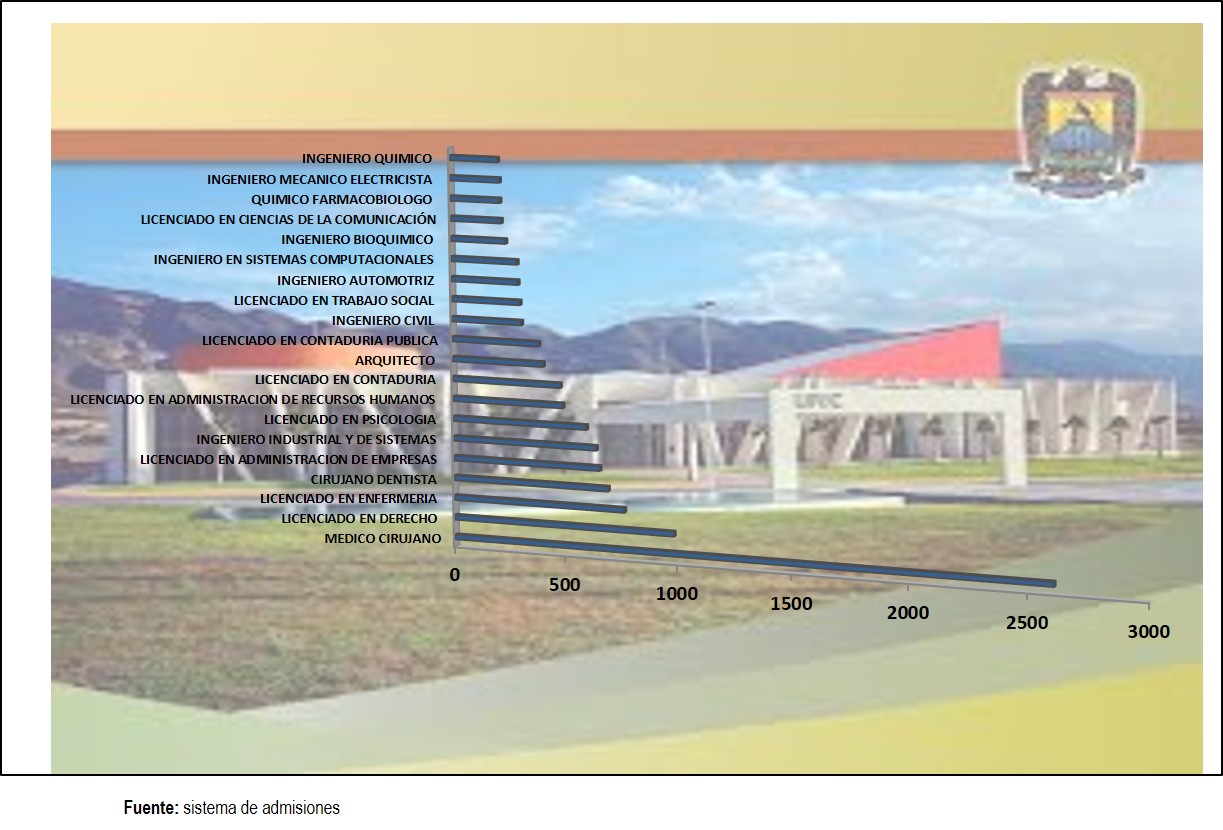 INGENIERO QUIMICO
INGENIERO MECANICO ELECTRICISTA
QUIMICO FARMACOBIOLOGO
LICENCIADO EN CIENCIAS DE LA COMUNICACIÓN
INGENIERO BIOQUIMICO
INGENIERO EN SISTEMAS COMPUTACIONALES
INGENIERO AUTOMOTRIZ
LICENCIADO EN TRABAJO SOCIAL
INGENIERO CIVIL
LICENCIADO EN CONTADURIA PUBLICA
ARQUITECTO
LICENCIADO EN CONTADURIA
LICENCIADO EN ADMINISTRACION DE RECURSOS HUMANOS
LICENCIADO EN PSICOLOGIA
INGENIERO INDUSTRIAL Y DE SISTEMAS
LICENCIADO EN ADMINISTRACION DE EMPRESAS
CIRUJANO DENTISTA
LICENCIADO EN ENFERMERIA
LICENCIADO EN DERECHO
MEDICO CIRUJANO
0 500 1000 1500 2000 2500 3000
Fuente: sistema de admisiones